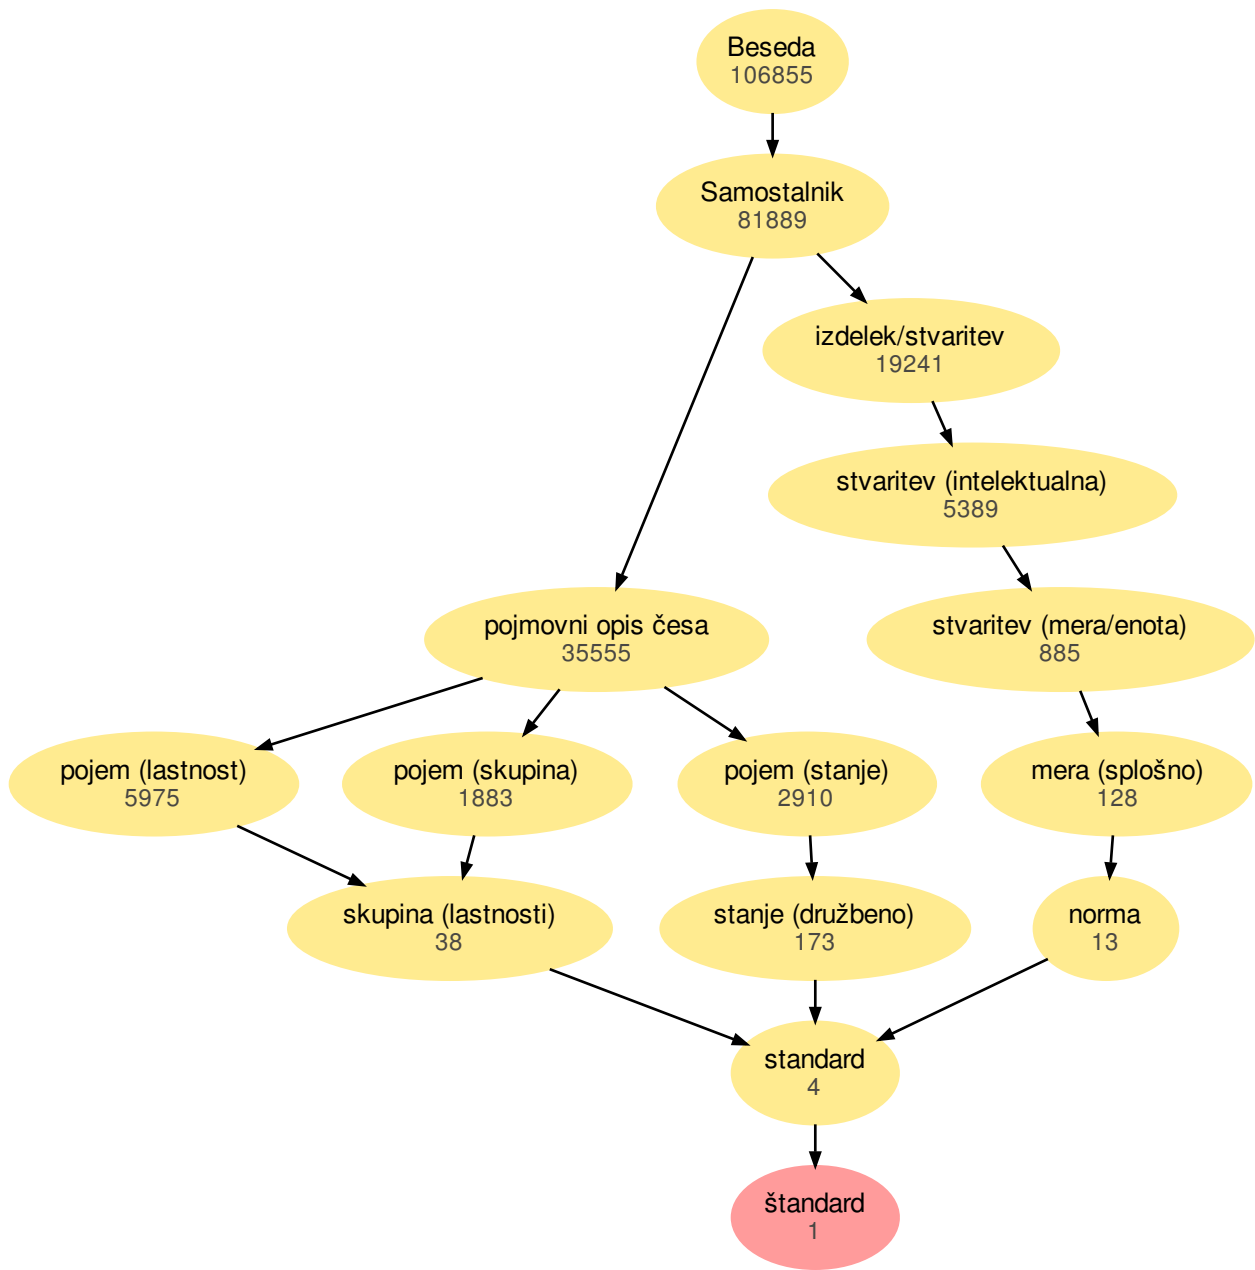 Beseda
106855
Samostalnik
81889
izdelek/stvaritev
19241
stvaritev (intelektualna)
5389
pojmovni opis česa
35555
stvaritev (mera/enota)
885
pojem (lastnost)
5975
pojem (skupina)
1883
pojem (stanje)
2910
mera (splošno)
128
skupina (lastnosti)
38
stanje (družbeno)
173
norma
13
standard
4
štandard
1